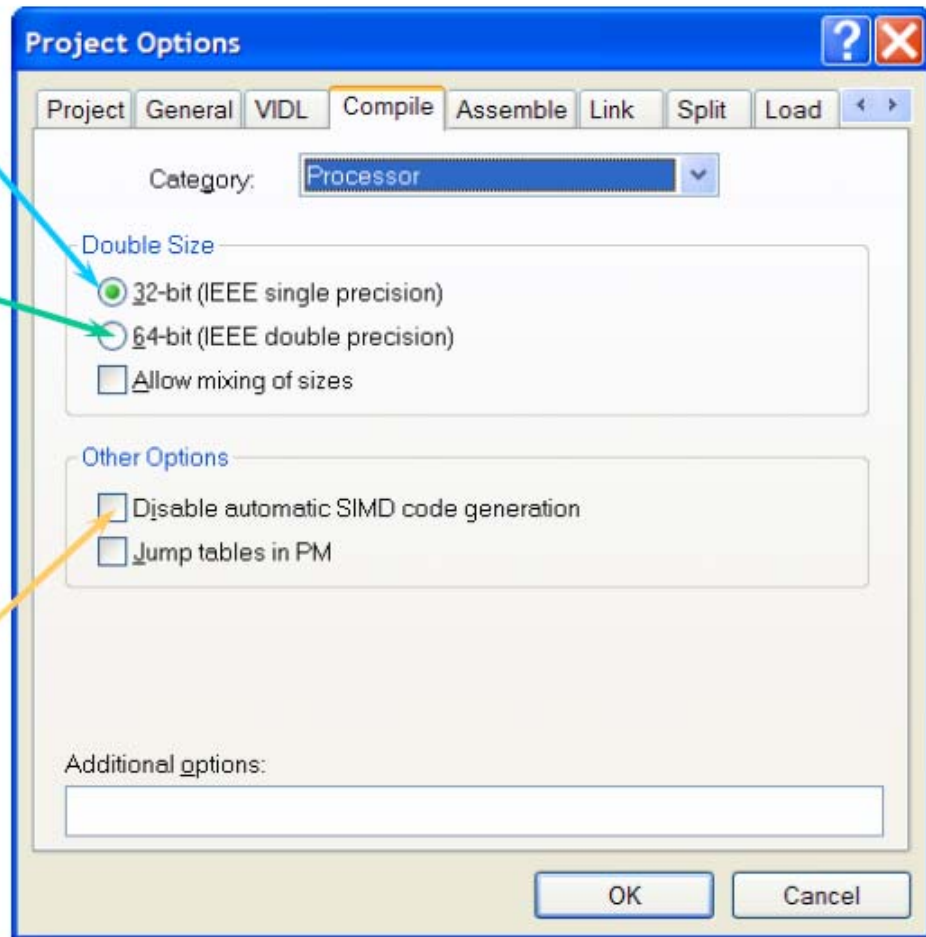 Project Options
Project General VIDL Compile Assemble Link Split Load
Category: Processor
Double Size
32-bit (IEEE single precision)
64-bit (IEEE double precision)
Allow mixing of sizes
Other Options
Disable automatic SIMD code generation
Jump tables in PM
Additional options:
OK Cancel